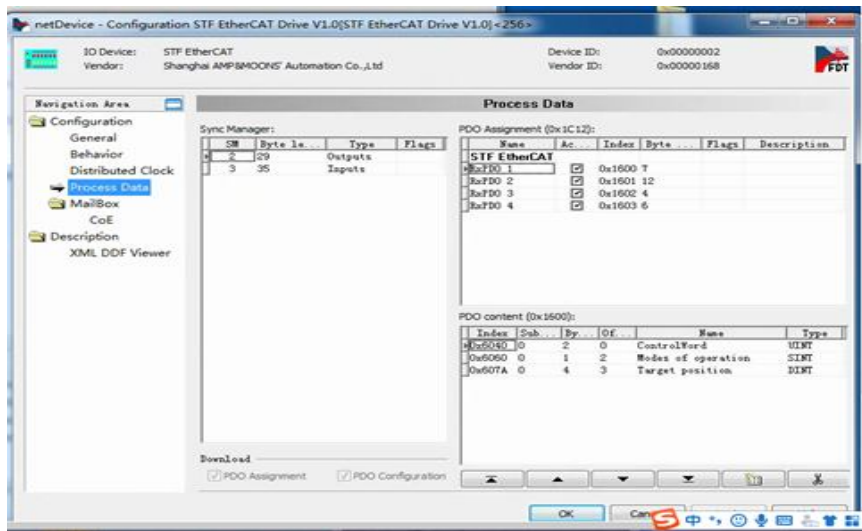 netDevice - Configuration STF EtherCAT Drive V1.0[STF EtherCAT Drive V1.0]<256>
IO Device: STF EtherCAT Device ID: 0x00000002
Vendor: Shanghai AMP&MOONS' Automation Co.,Ltd Vendor ID: 0x00000168
FDT
Navigation Area
Process Data
Configuration
General
Behavior
Distributed Clock
Process Data
MailBox
CoE
Description
XML DDF Viewer
Sync Manager:
SM Byte le... Type Flags
2 29 Outputs
3 35 Inputs
PDO Assignment (0x1C12):
Name Ac... Index Byte ... Flags Description
STF EtherCAT
RxPDO 1 0x1600 7
RxPDO 2 0x1601 12
RxPDO 3 0x1602 4
RxPDO 4 0x1603 6
PDO content (0x1600):
Index Sub... By... Of... Name Type
0x6040 0 2 0 ControlWord UINT
0x6060 0 1 2 Modes of operation SINT
0x607A 0 4 3 Target position DINT
Download
PDO Assignment PDO Configuration
OK Can
S 中